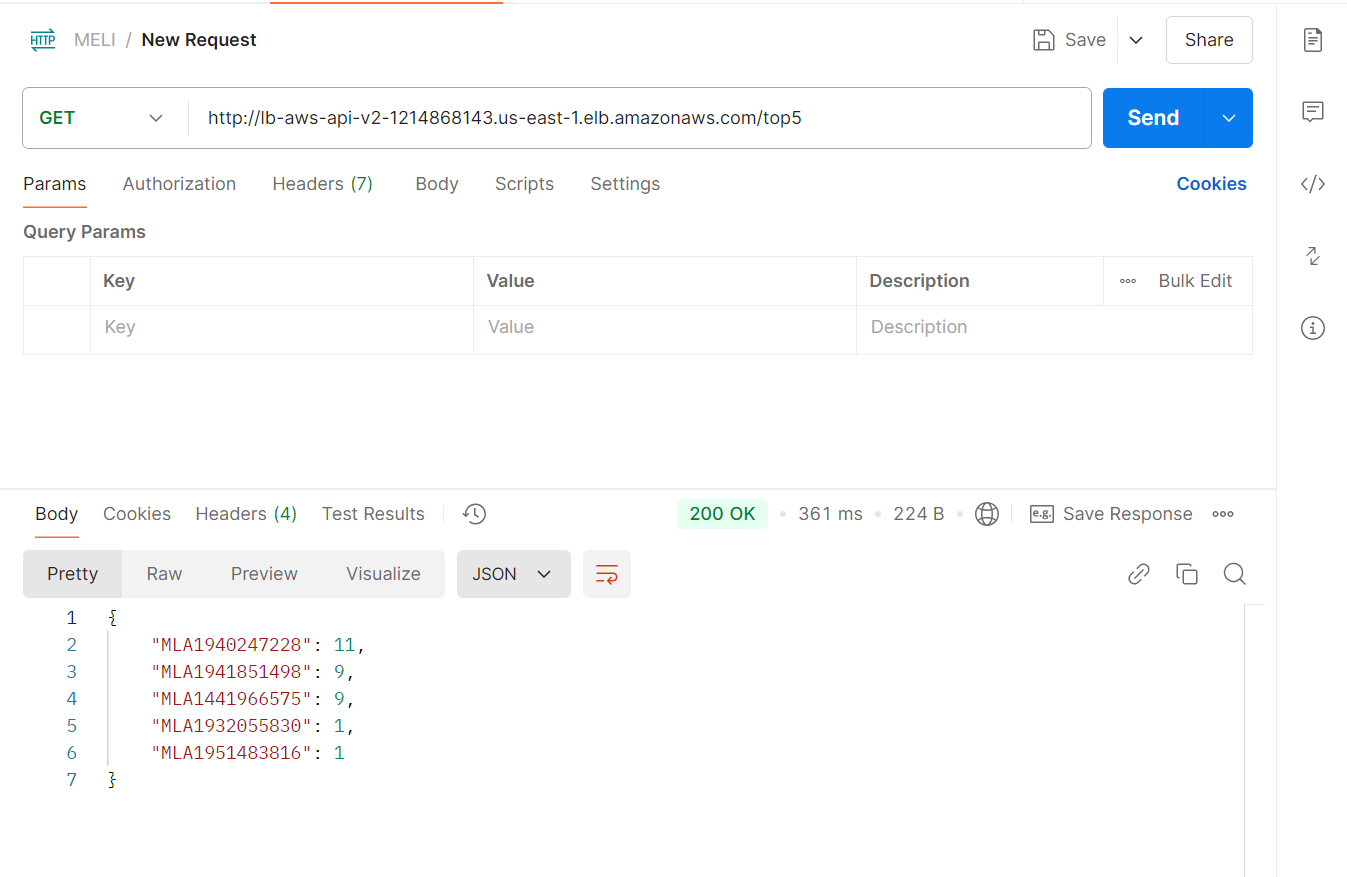 HTTP MELI / New Request Save Share
GET http://lb-aws-api-v2-1214868143.us-east-1.elb.amazonaws.com/top5 Send
Params Authorization Headers (7) Body Scripts Settings Cookies
Query Params
Key Value Description Bulk Edit
Key Value Description
Body Cookies Headers (4) Test Results 200 OK 361 ms 224 B e.g. Save Response
Pretty Raw Preview Visualize JSON
1 {
2 "MLA1940247228": 11,
3 "MLA1941851498": 9,
4 "MLA1441966575": 9,
5 "MLA1932055830": 1,
6 "MLA1951483816": 1
7 }